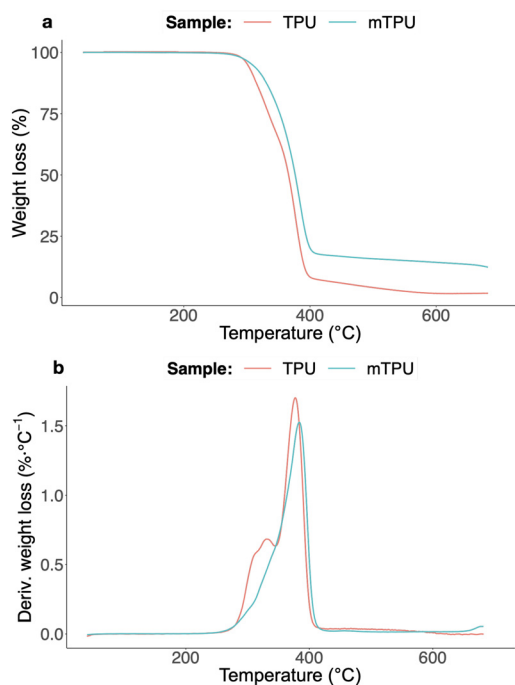 Sample: TPU mTPU
a
100
75
50
25
0
Weight loss (%)
200 400 600
Temperature (°C)
b
Sample: TPU mTPU
1.5
1.0
0.5
0.0
Deriv. weight loss (%·°C⁻¹)
200 400 600
Temperature (°C)